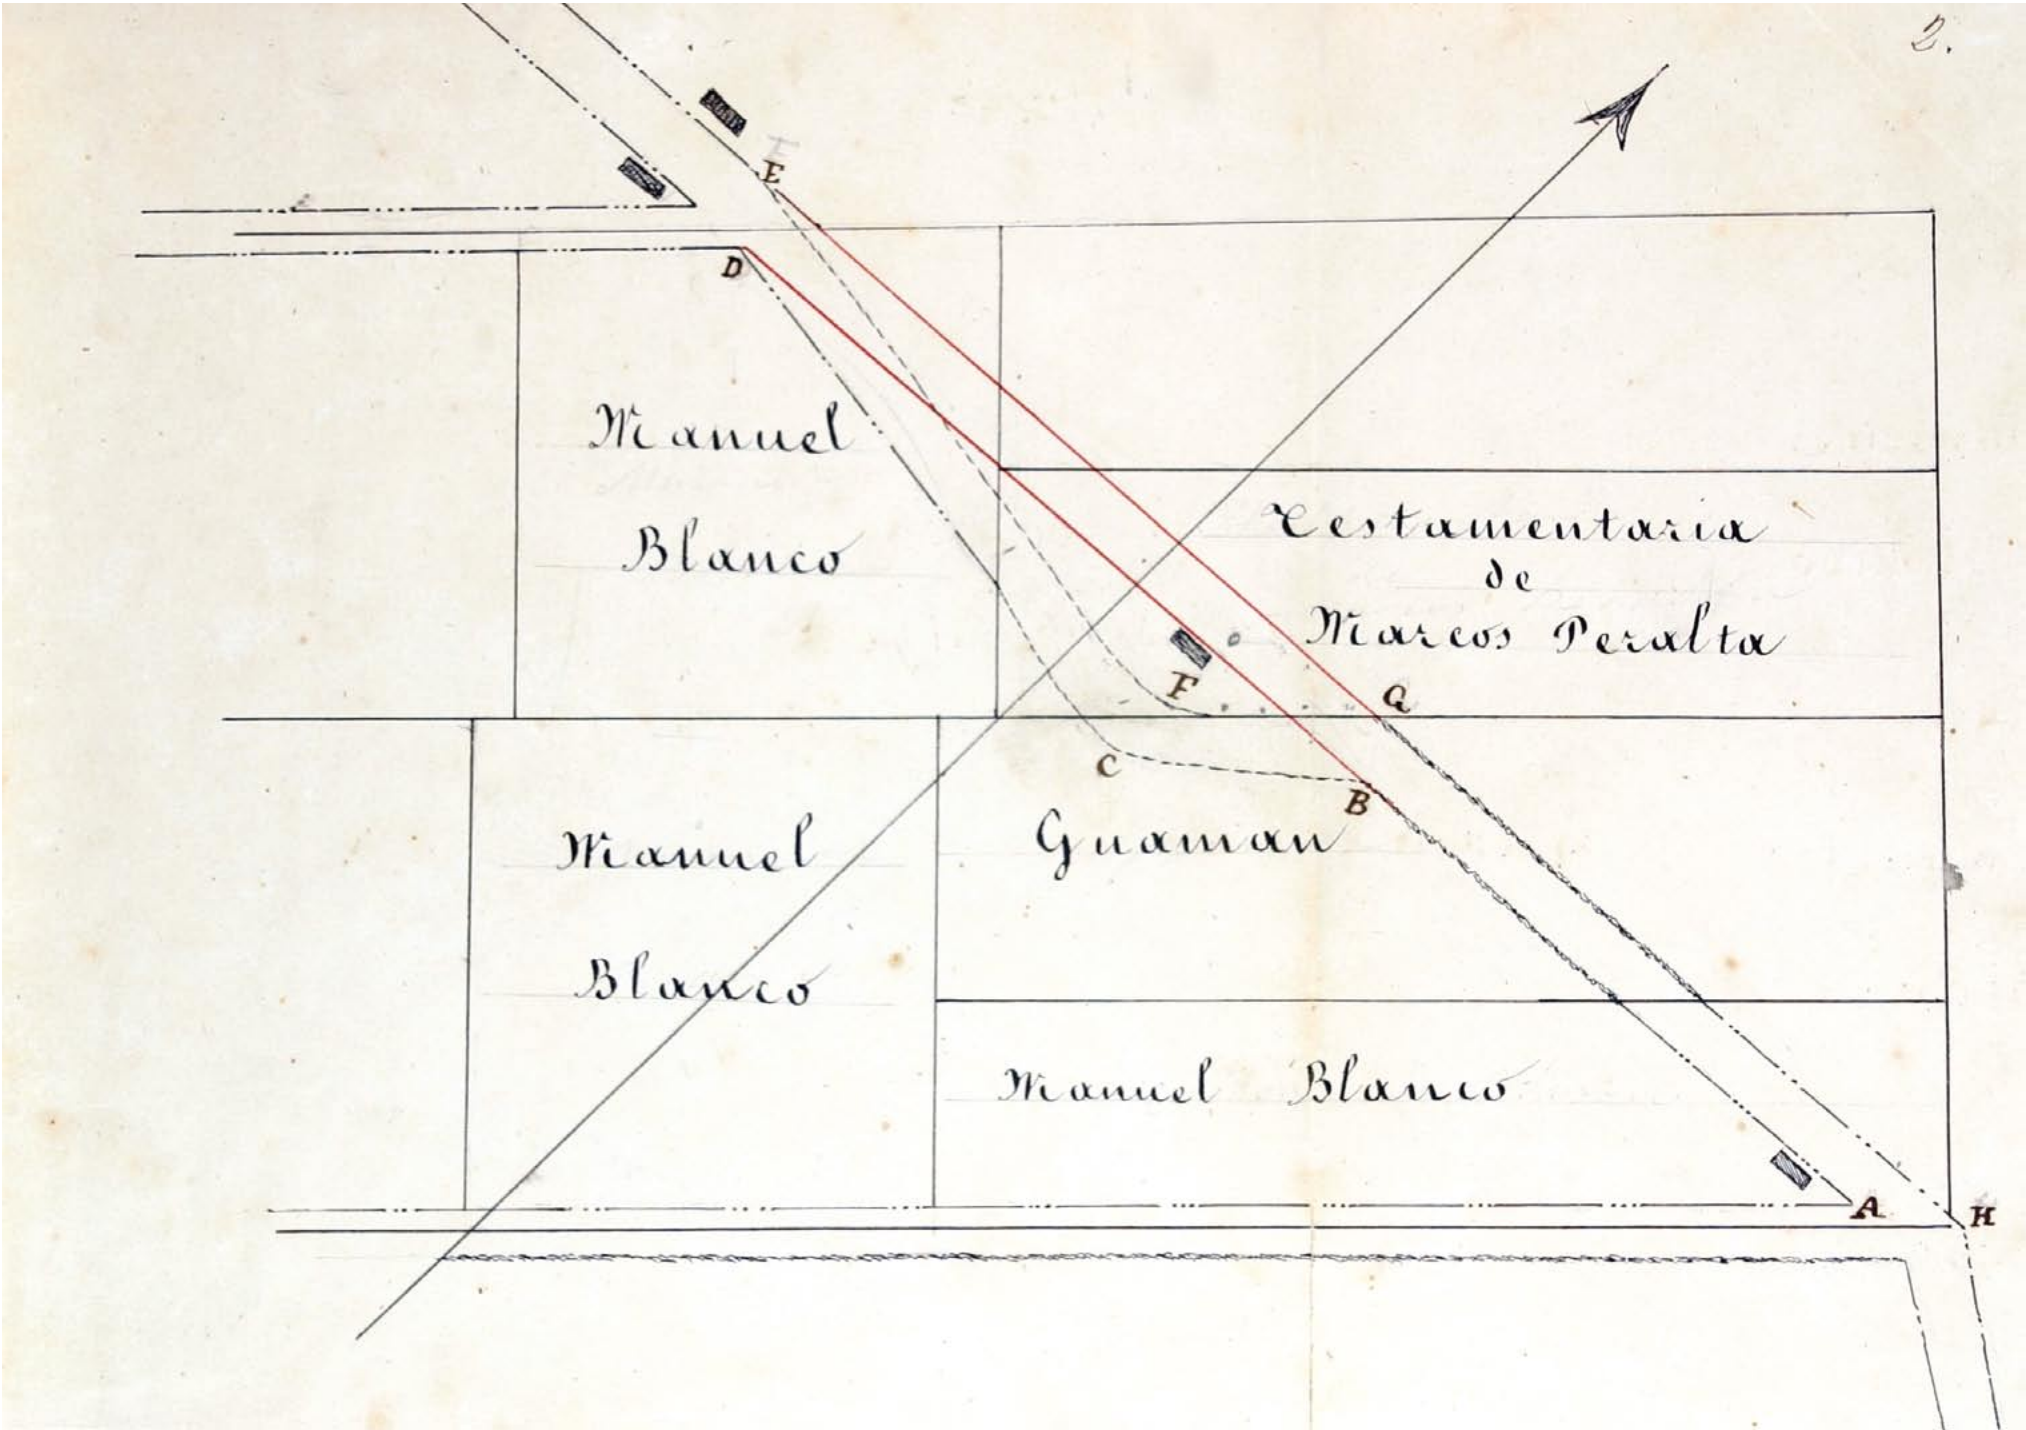 2.
E
D
Manuel
Blanco
Testamentaria
de
Marcos Peralta
F
G
C
B
Guaman
Manuel
Blanco
Manuel Blanco
A
H